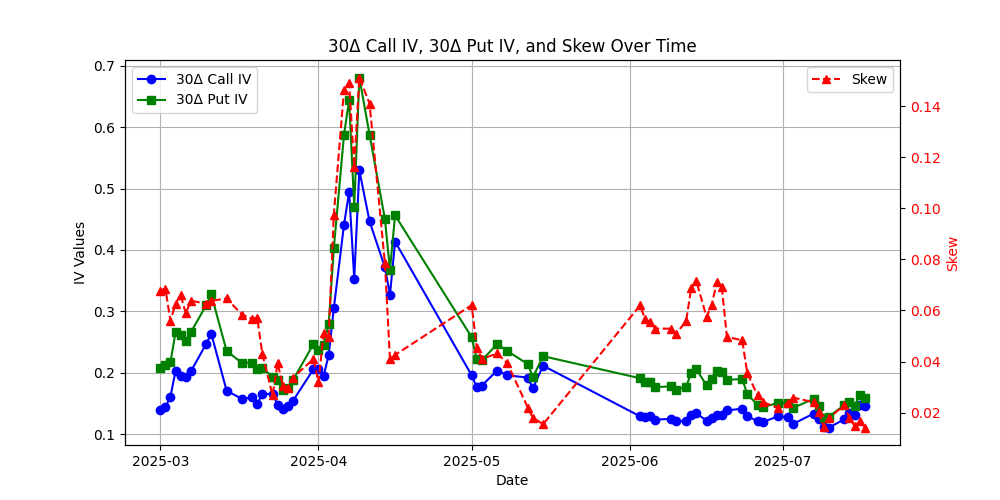 30Δ Call IV, 30Δ Put IV, and Skew Over Time
30Δ Call IV
30Δ Put IV
Skew
0.7
0.6
0.5
0.4
0.3
0.2
0.1
IV Values
0.14
0.12
0.10
0.08
0.06
0.04
0.02
Skew
2025-03
2025-04
2025-05
2025-06
2025-07
Date